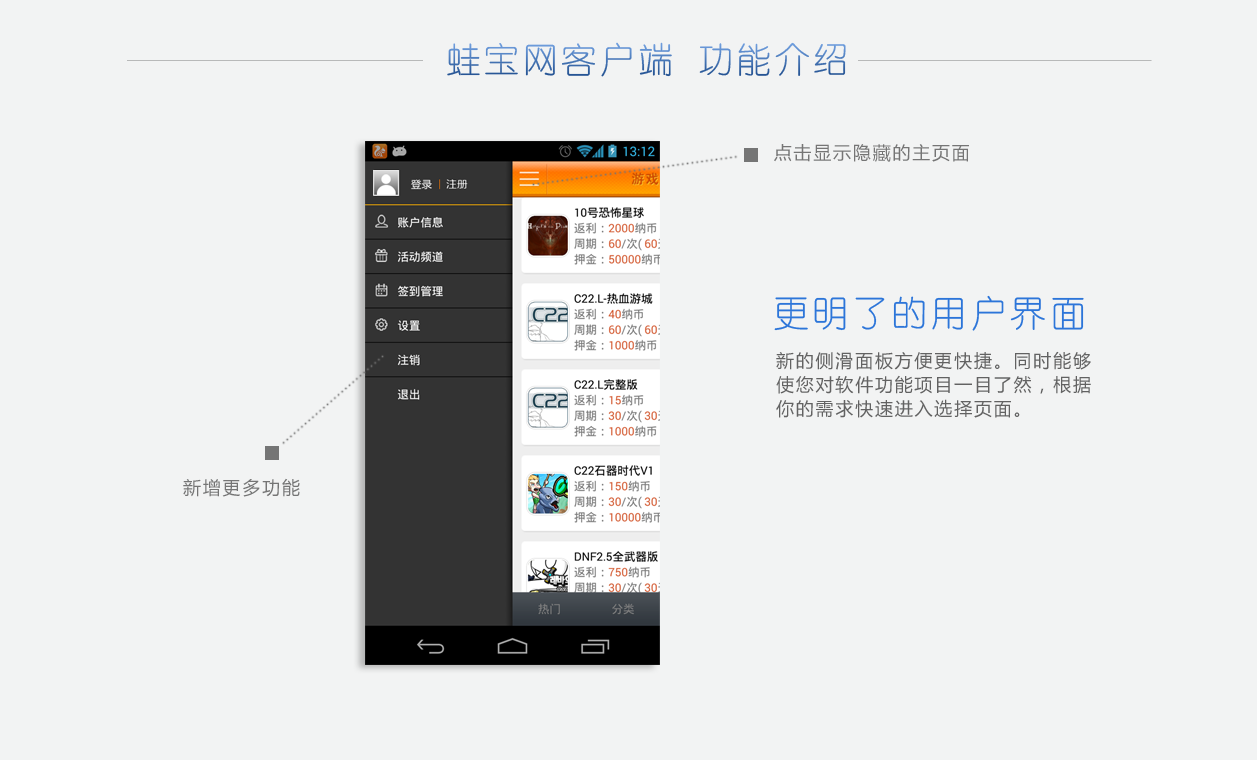 蛙宝网客户端 功能介绍
点击显示隐藏的主页面
13:12
登录 | 注册
账户信息
活动频道
签到管理
设置
注销
退出
游戏
10号恐怖星球
返利：2000纳币
周期：60/次( 60
押金：50000纳币
C22.L-热血游城
返利：40纳币
周期：60/次( 60
押金：1000纳币
C22.L完整版
返利：15纳币
周期：30/次( 30
押金：1000纳币
C22石器时代V1
返利：150纳币
周期：30/次( 30
押金：10000纳币
DNF2.5全武器版
返利：750纳币
周期：30/次( 30
C22
C22
热门
分类
更明了的用户界面
新的侧滑面板方便更快捷。同时能够
使您对软件功能项目一目了然，根据
你的需求快速进入选择页面。
新增更多功能